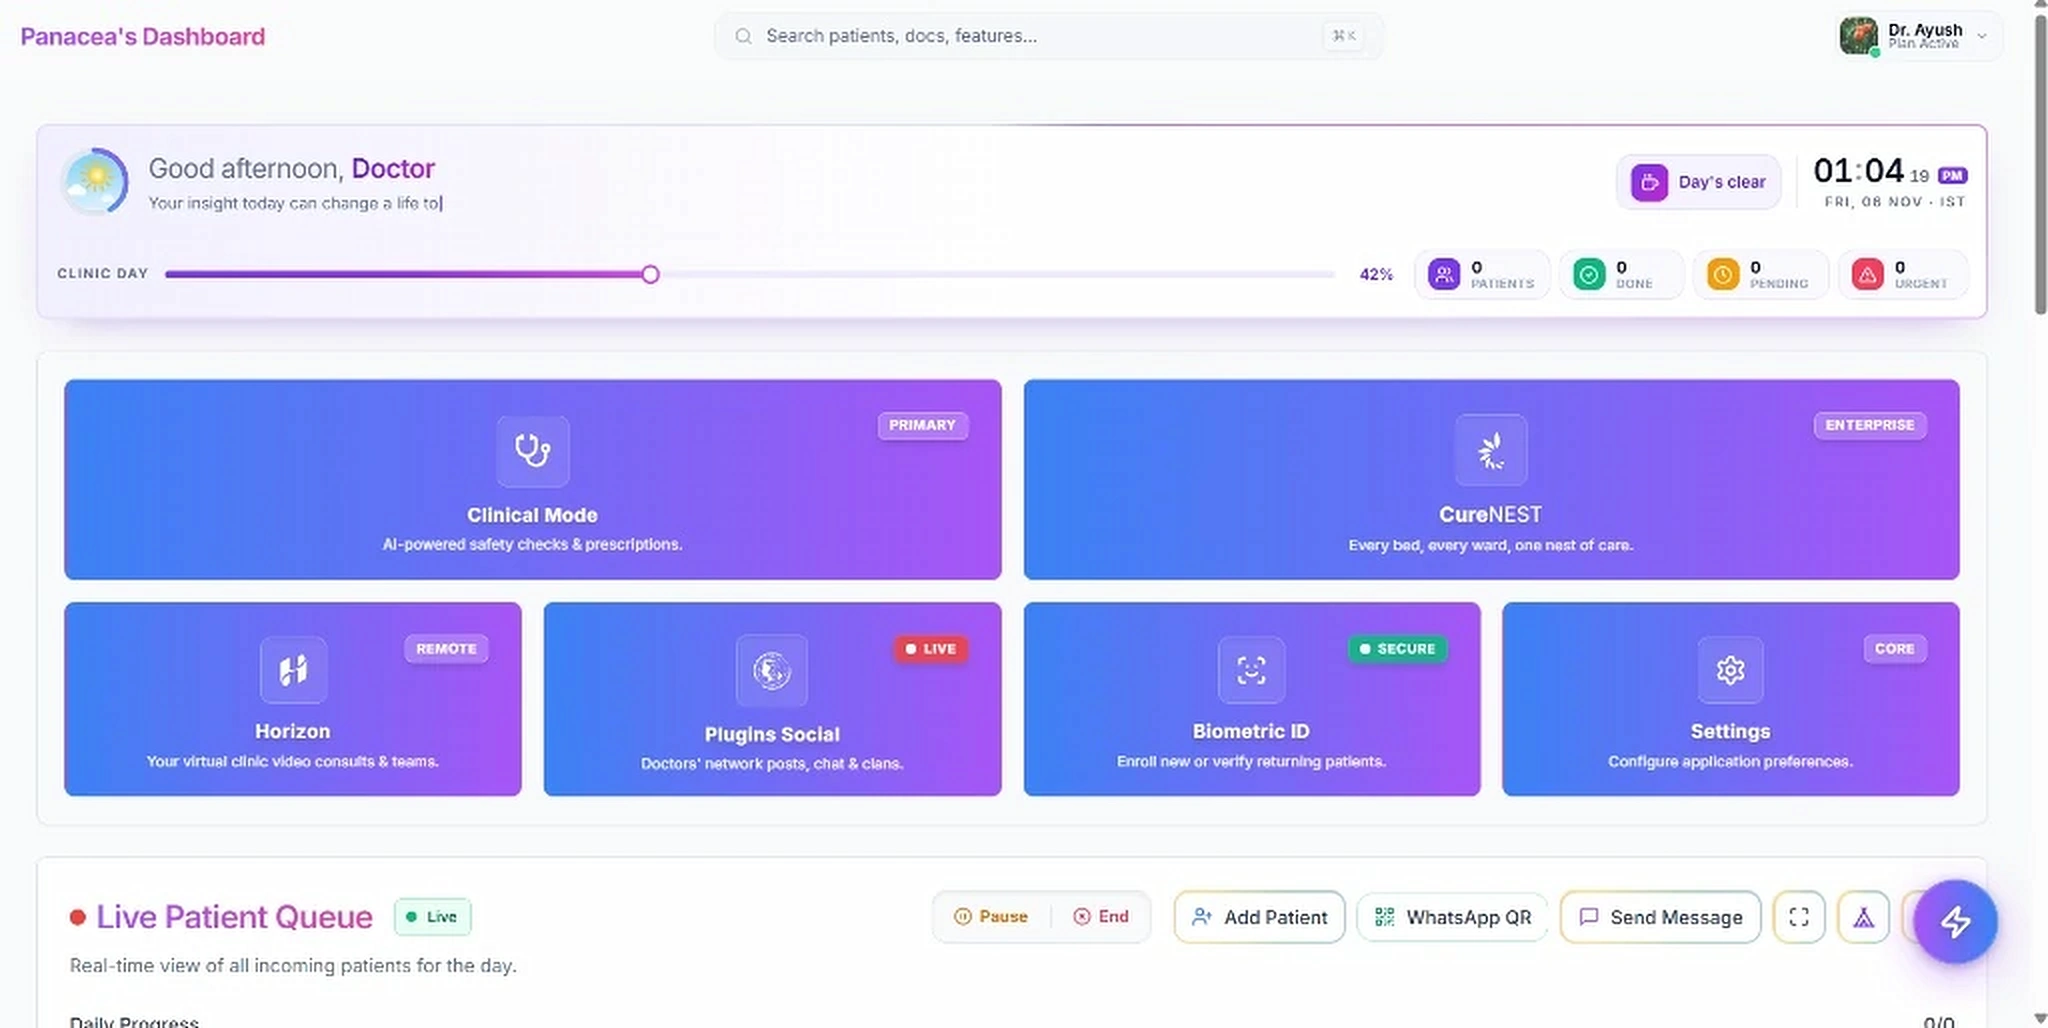 Panacea's Dashboard
Search patients, docs, features...
⌘ K
Dr. Ayush
Plan Active
Good afternoon, Doctor
Your insight today can change a life to
Day's clear
01:04 19 PM
FRI, 08 NOV · IST
CLINIC DAY
42%
0
PATIENTS
0
DONE
0
PENDING
0
URGENT
PRIMARY
Clinical Mode
AI-powered safety checks & prescriptions.
ENTERPRISE
CureNEST
Every bed, every ward, one nest of care.
REMOTE
Horizon
Your virtual clinic video consults & teams.
LIVE
Plugins Social
Doctors' network posts, chat & clans.
SECURE
Biometric ID
Enroll new or verify returning patients.
CORE
Settings
Configure application preferences.
Live Patient Queue
Live
Pause
End
Add Patient
WhatsApp QR
Send Message
Real-time view of all incoming patients for the day.
Daily Progress
0/0